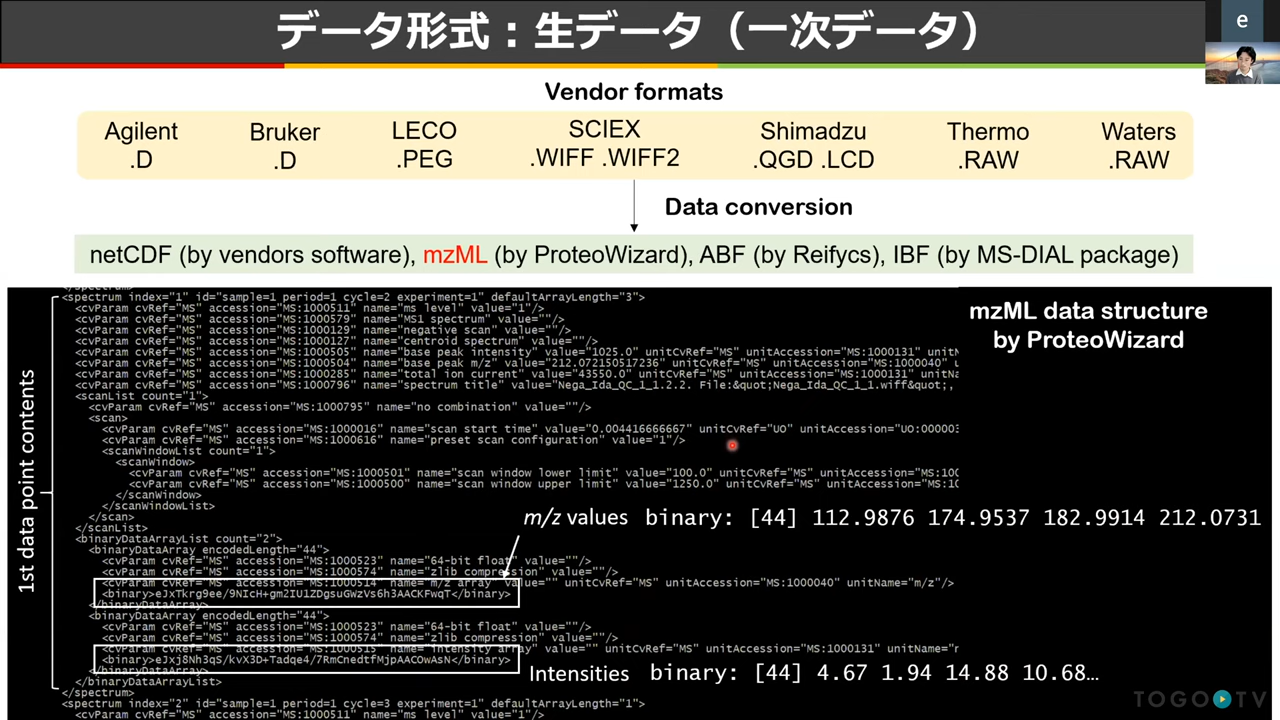 データ形式：生データ（一次データ）
e
Vendor formats
Agilent
.D
Bruker
.D
LECO
.PEG
SCIEX
.WIFF .WIFF2
Shimadzu
.QGD .LCD
Thermo
.RAW
Waters
.RAW
Data conversion
netCDF (by vendors software), mzML (by ProteoWizard), ABF (by Reifycs), IBF (by MS-DIAL package)
mzML data structure
by ProteoWizard
1st data point contents
<spectrum index="1" id="sample=1 period=1 cycle=2 experiment=1" defaultArrayLength="3">
<cvParam cvRef="MS" accession="MS:1000511" name="ms level" value="1"/>
<cvParam cvRef="MS" accession="MS:1000579" name="MS1 spectrum" value=""/>
<cvParam cvRef="MS" accession="MS:1000129" name="negative scan" value=""/>
<cvParam cvRef="MS" accession="MS:1000127" name="centroid spectrum" value=""/>
<cvParam cvRef="MS" accession="MS:1000505" name="base peak intensity" value="1025.0" unitCvRef="MS" unitAccession="MS:1000131" unitN
<cvParam cvRef="MS" accession="MS:1000504" name="base peak m/z" value="212.072150517236" unitCvRef="MS" unitAccession="MS:1000040"
<cvParam cvRef="MS" accession="MS:1000285" name="total ion current" value="43550.0" unitCvRef="MS" unitAccession="MS:1000131" unitN
<cvParam cvRef="MS" accession="MS:1000796" name="spectrum title" value="Nega_Ida_QC_1_1.2.2. File:&quot;Nega_Ida_QC_1_1.wiff&quot;,
<scanList count="1">
<cvParam cvRef="MS" accession="MS:1000795" name="no combination" value=""/>
<scan>
<cvParam cvRef="MS" accession="MS:1000016" name="scan start time" value="0.004416666667" unitCvRef="UO" unitAccession="UO:00000
<cvParam cvRef="MS" accession="MS:1000616" name="preset scan configuration" value="1"/>
<scanWindowList count="1">
<scanWindow>
<cvParam cvRef="MS" accession="MS:1000501" name="scan window lower limit" value="100.0" unitCvRef="MS" unitAccession="MS:100
<cvParam cvRef="MS" accession="MS:1000500" name="scan window upper limit" value="1250.0" unitCvRef="MS" unitAccession="MS:10
</scanWindow>
</scanWindowList>
</scan>
</scanList>
m/z values binary: [44] 112.9876 174.9537 182.9914 212.0731
<binaryDataArrayList count="2">
<binaryDataArray encodedLength="44">
<cvParam cvRef="MS" accession="MS:1000523" name="64-bit float" value=""/>
<cvParam cvRef="MS" accession="MS:1000574" name="zlib compression" value=""/>
<cvParam cvRef="MS" accession="MS:1000514" name="m/z array" value="" unitCvRef="MS" unitAccession="MS:1000040" unitName="m/z"/>
</binaryDataArray>
<binaryDataArray encodedLength="44">
<cvParam cvRef="MS" accession="MS:1000523" name="64-bit float" value=""/>
<cvParam cvRef="MS" accession="MS:1000574" name="zlib compression" value=""/>
<cvParam cvRef="MS" accession="MS:1000515" name="intensity array" value="" unitCvRef="MS" unitAccession="MS:1000131" unitName="n
</binaryDataArray>
Intensities binary: [44] 4.67 1.94 14.88 10.68...
</binaryDataArrayList>
</spectrum>
<spectrum index="2" id="sample=1 period=1 cycle=3 experiment=1" defaultArrayLength="1">
<cvParam cvRef="MS" accession="MS:1000511" name="ms level" value="1"/>
TOGO TV